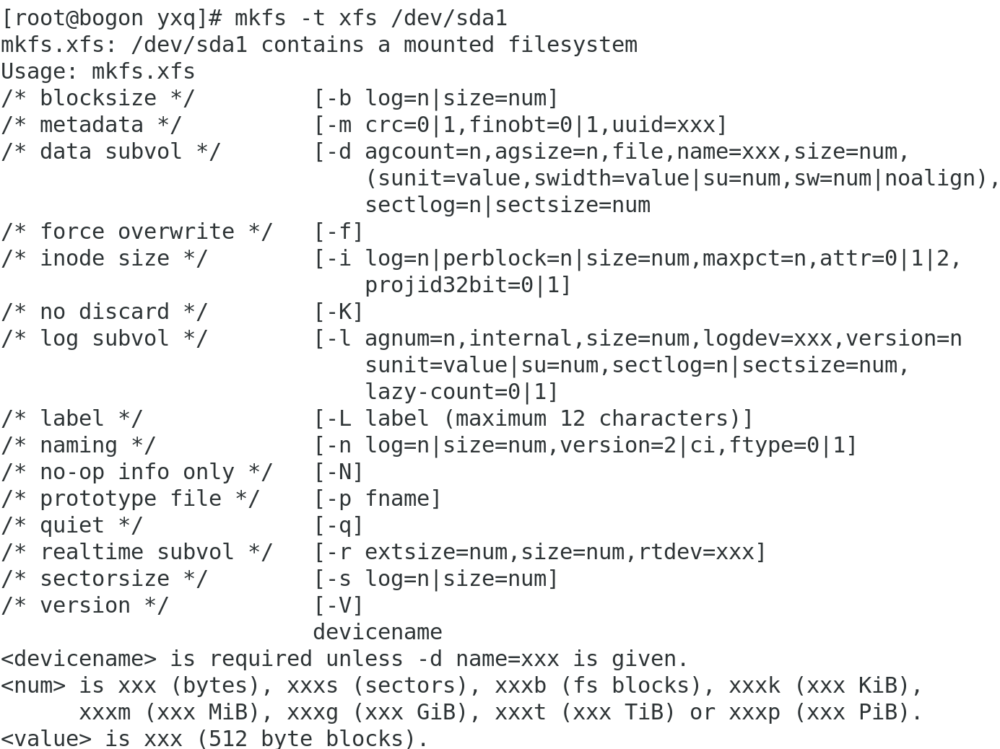 [root@bogon yxq]# mkfs -t xfs /dev/sda1
mkfs.xfs: /dev/sda1 contains a mounted filesystem
Usage: mkfs.xfs
/* blocksize */         [-b log=n|size=num]
/* metadata */          [-m crc=0|1,finobt=0|1,uuid=xxx]
/* data subvol */       [-d agcount=n,agsize=n,file,name=xxx,size=num,
                            (sunit=value,swidth=value|su=num,sw=num|noalign),
                            sectlog=n|sectsize=num
/* force overwrite */   [-f]
/* inode size */        [-i log=n|perblock=n|size=num,maxpct=n,attr=0|1|2,
                            projid32bit=0|1]
/* no discard */        [-K]
/* log subvol */        [-l agnum=n,internal,size=num,logdev=xxx,version=n
                            sunit=value|su=num,sectlog=n|sectsize=num,
                            lazy-count=0|1]
/* label */             [-L label (maximum 12 characters)]
/* naming */            [-n log=n|size=num,version=2|ci,ftype=0|1]
/* no-op info only */   [-N]
/* prototype file */    [-p fname]
/* quiet */             [-q]
/* realtime subvol */   [-r extsize=num,size=num,rtdev=xxx]
/* sectorsize */        [-s log=n|size=num]
/* version */           [-V]
                        devicename
<devicename> is required unless -d name=xxx is given.
<num> is xxx (bytes), xxxs (sectors), xxxb (fs blocks), xxxk (xxx KiB),
      xxxm (xxx MiB), xxxg (xxx GiB), xxxt (xxx TiB) or xxxp (xxx PiB).
<value> is xxx (512 byte blocks).